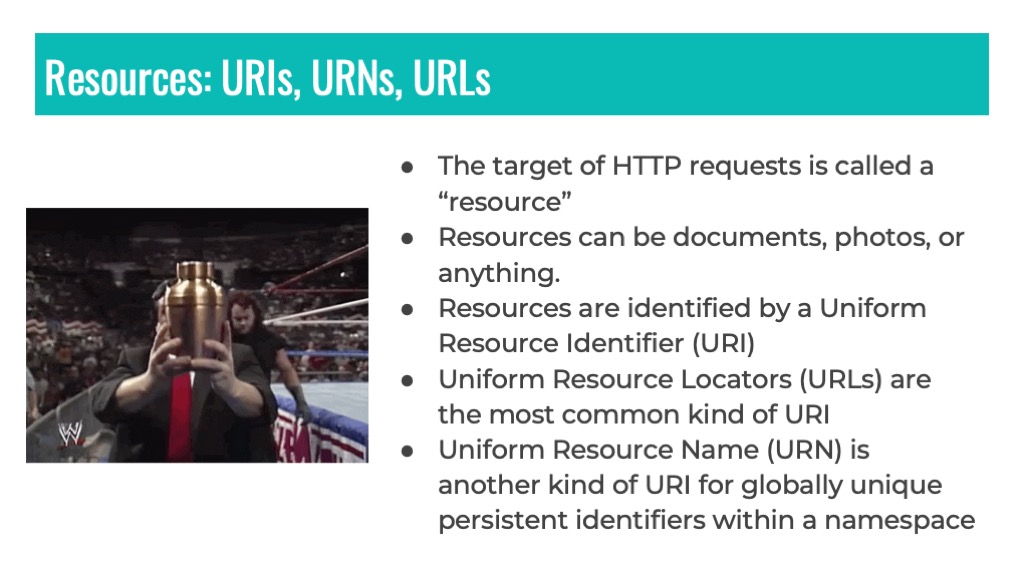 Resources: URIs, URNs, URLs
● The target of HTTP requests is called a
“resource”
● Resources can be documents, photos, or
anything.
● Resources are identified by a Uniform
Resource Identifier (URI)
● Uniform Resource Locators (URLs) are
the most common kind of URI
● Uniform Resource Name (URN) is
another kind of URI for globally unique
persistent identifiers within a namespace
W